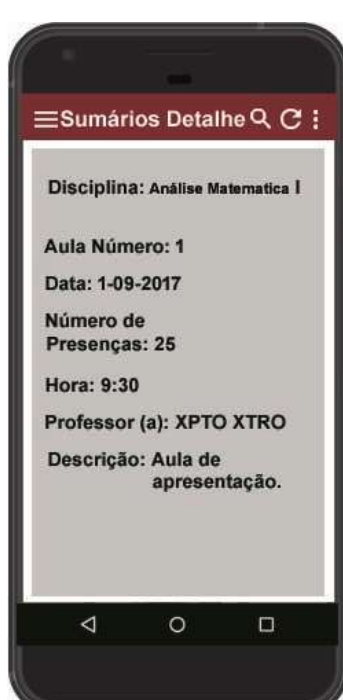 Sumários Detalhe
Disciplina: Análise Matematica I
Aula Número: 1
Data: 1-09-2017
Número de
Presenças: 25
Hora: 9:30
Professor (a): XPTO XTRO
Descrição: Aula de
apresentação.